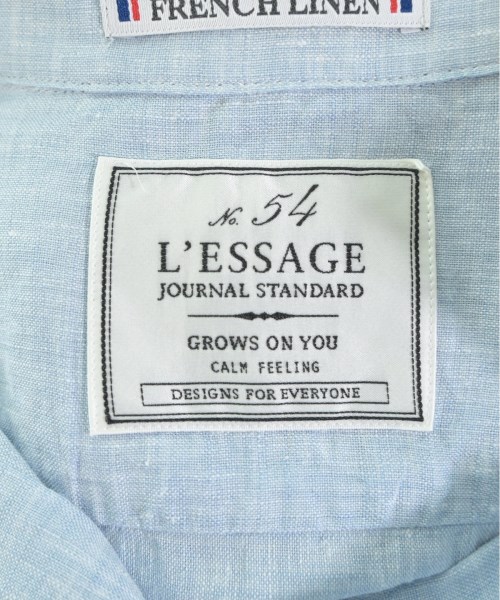 FRENCH LINEN
No. 54
L'ESSAGE
JOURNAL STANDARD
GROWS ON YOU
CALM FEELING
DESIGNS FOR EVERYONE